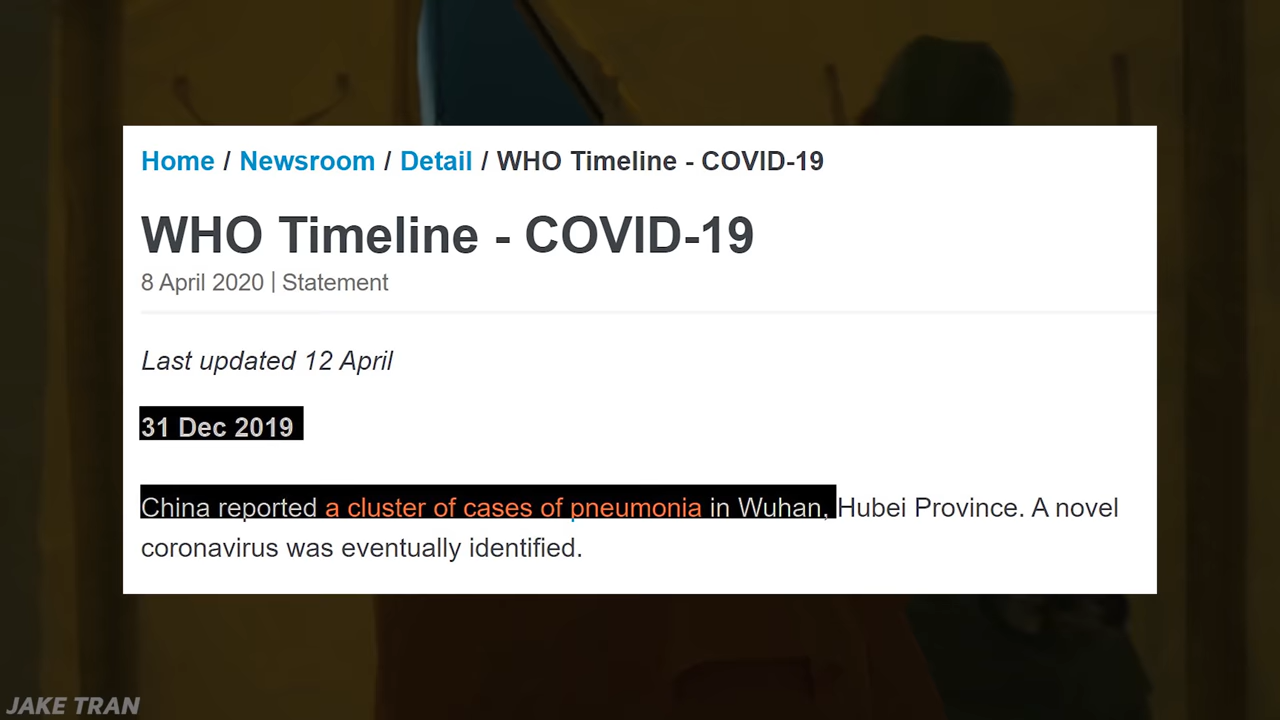 Home / Newsroom / Detail / WHO Timeline - COVID-19
WHO Timeline - COVID-19
8 April 2020 | Statement
Last updated 12 April
31 Dec 2019
China reported a cluster of cases of pneumonia in Wuhan, Hubei Province. A novel
coronavirus was eventually identified.
JAKE TRAN